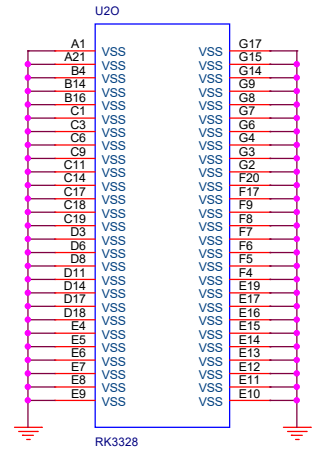 U2O
A1 VSS VSS G17
A21 VSS VSS G15
B4 VSS VSS G14
B14 VSS VSS G9
B16 VSS VSS G8
C1 VSS VSS G7
C3 VSS VSS G6
C6 VSS VSS G4
C9 VSS VSS G3
C11 VSS VSS G2
C14 VSS VSS F20
C17 VSS VSS F17
C18 VSS VSS F9
C19 VSS VSS F8
D3 VSS VSS F7
D6 VSS VSS F6
D8 VSS VSS F5
D11 VSS VSS F4
D14 VSS VSS E19
D17 VSS VSS E17
D18 VSS VSS E16
E4 VSS VSS E15
E5 VSS VSS E14
E6 VSS VSS E13
E7 VSS VSS E12
E8 VSS VSS E11
E9 VSS VSS E10
RK3328